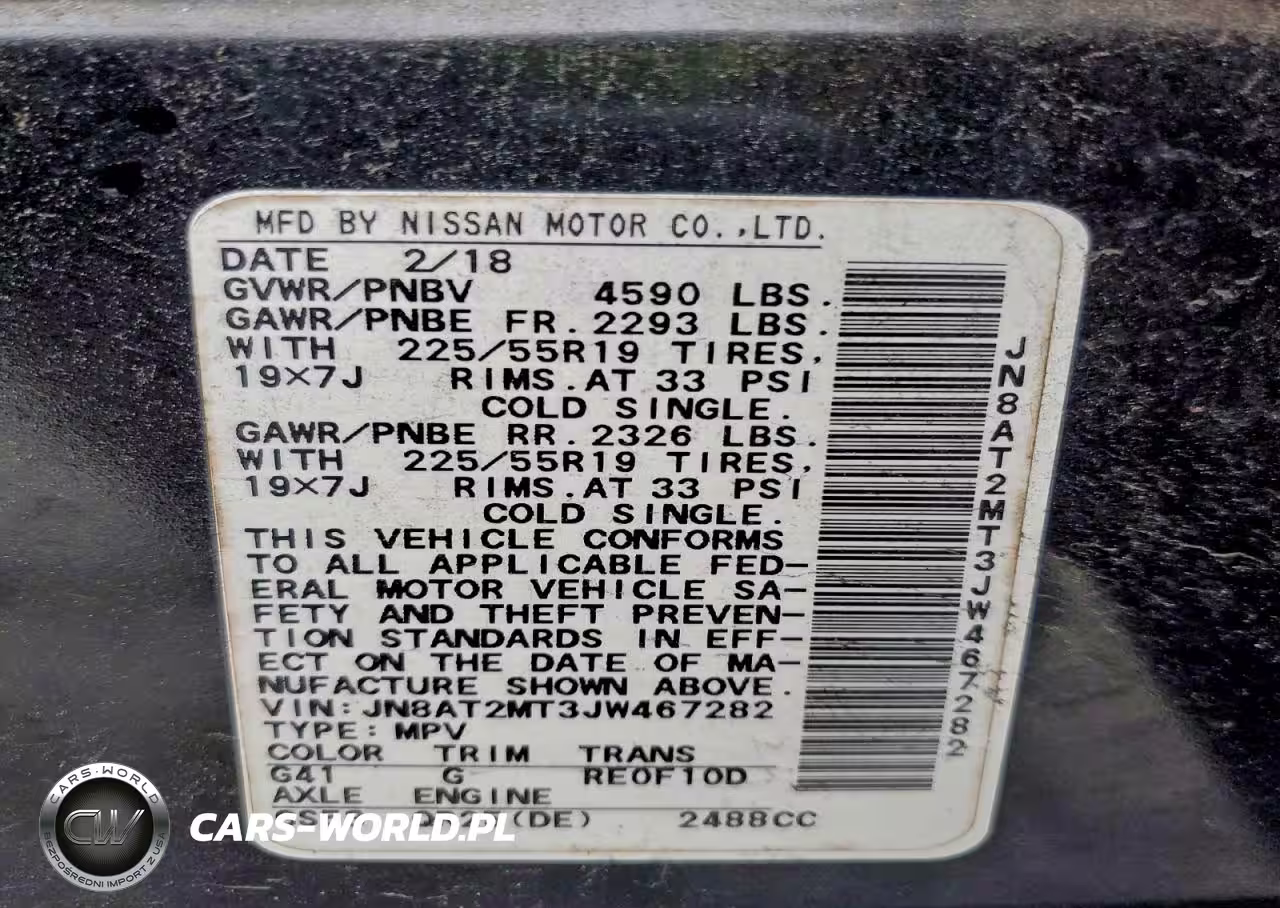 MFD BY NISSAN MOTOR CO.,LTD.
DATE 2/18
GVWR/PNBV 4590 LBS.
GAWR/PNBE FR. 2293 LBS.
WITH 225/55R19 TIRES,
19×7J RIMS.AT 33 PSI
COLD SINGLE.
GAWR/PNBE RR. 2326 LBS.
WITH 225/55R19 TIRES,
19×7J RIMS.AT 33 PSI
COLD SINGLE.
THIS VEHICLE CONFORMS
TO ALL APPLICABLE FED-
ERAL MOTOR VEHICLE SA-
FETY AND THEFT PREVEN-
TION STANDARDS IN EFF-
ECT ON THE DATE OF MA-
NUFACTURE SHOWN ABOVE.
VIN:JN8AT2MT3JW467282
TYPE:MPV
COLOR TRIM TRANS
G41 G RE0F10D
AXLE ENGINE
(DE) 2488CC
JN8AT2MT3JW467282
CARS-WORLD
CW
BEZPOŚREDNI IMPORT Z USA
CARS-WORLD.PL